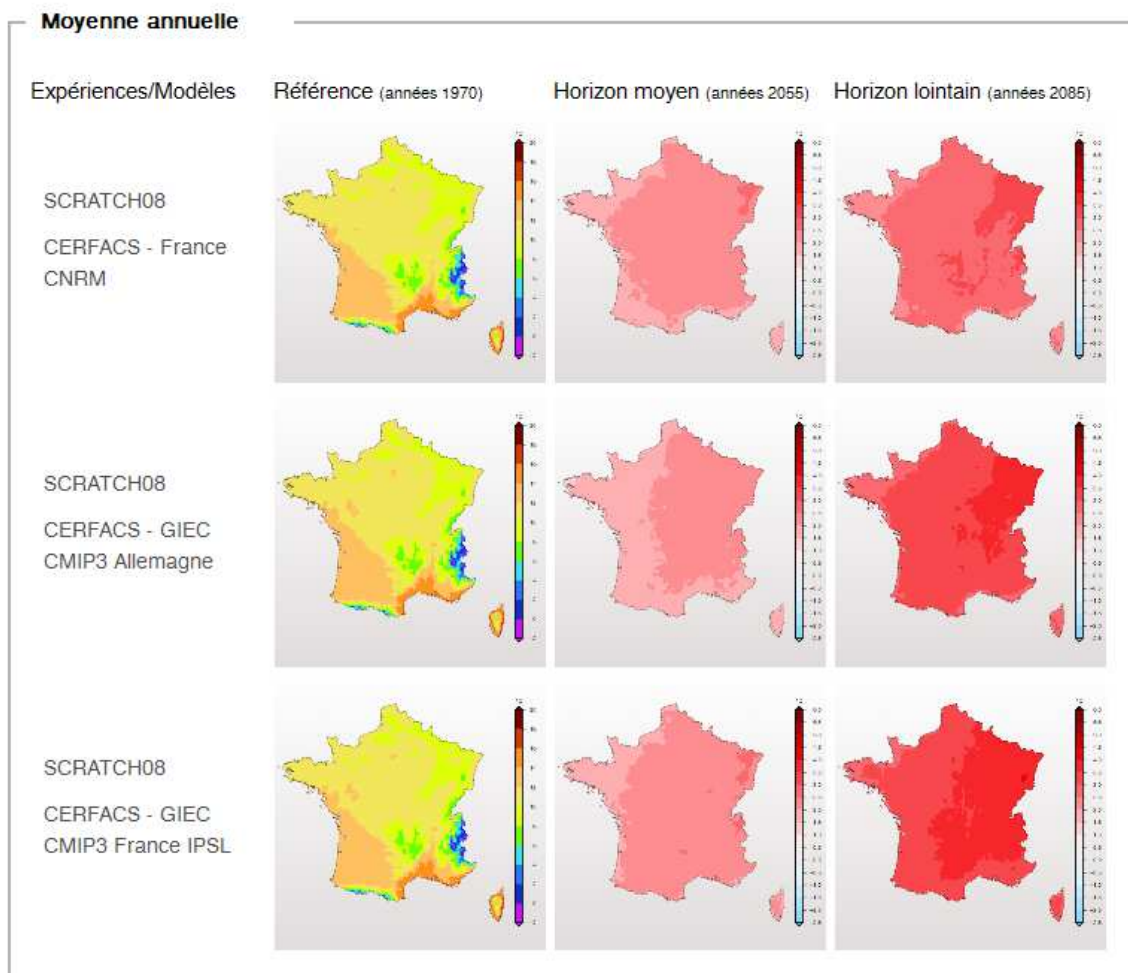 Moyenne annuelle
Expériences/Modèles
Référence (années 1970)
Horizon moyen (années 2055)
Horizon lointain (années 2085)
SCRATCH08
CERFACS - France
CNRM
SCRATCH08
CERFACS - GIEC
CMIP3 Allemagne
SCRATCH08
CERFACS - GIEC
CMIP3 France IPSL